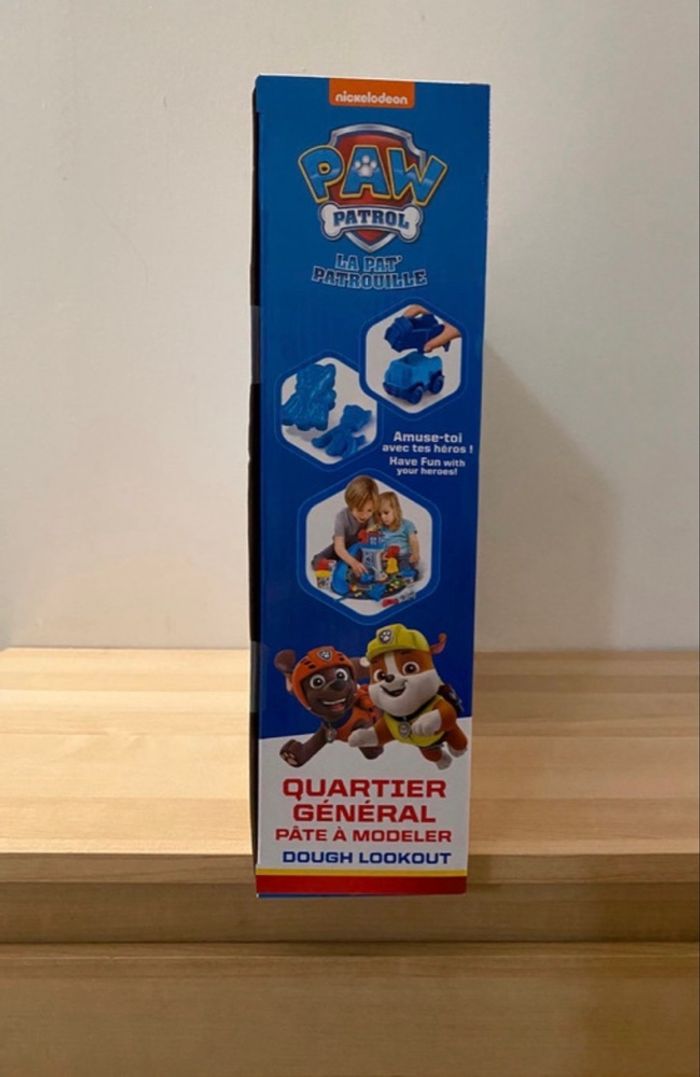 nickelodeon
PAW
PATROL
LA PAT'
PATROUILLE
Amuse-toi
avec tes héros !
Have Fun with
your heroes!
QUARTIER
GÉNÉRAL
PÂTE À MODELER
DOUGH LOOKOUT